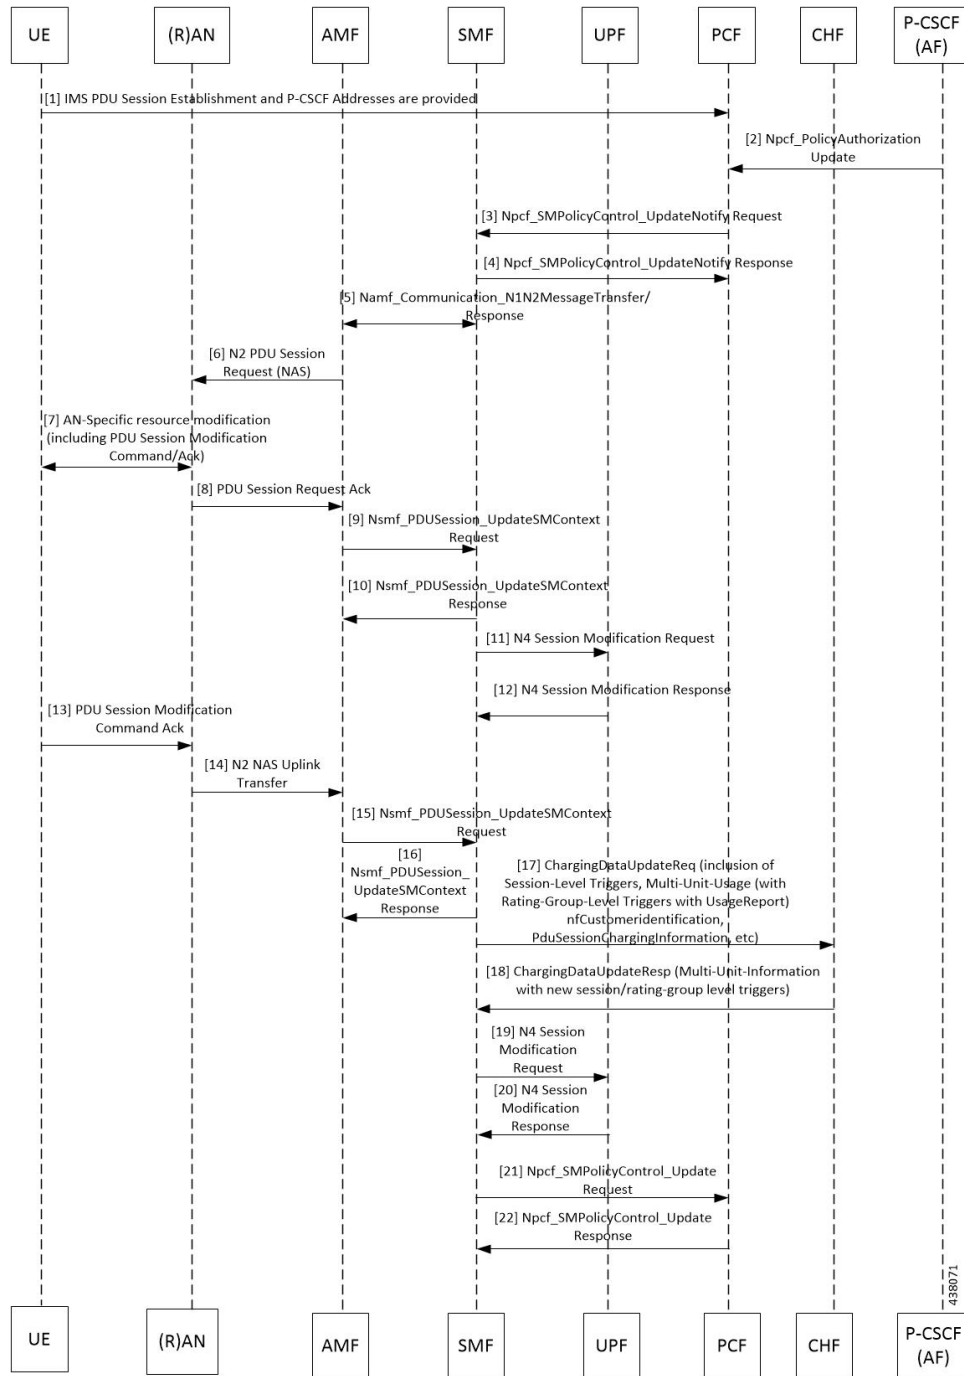 UE
(R)AN
AMF
SMF
UPF
PCF
CHF
P-CSCF
(AF)
[1] IMS PDU Session Establishment and P-CSCF Addresses are provided
[2] Npcf_PolicyAuthorization
Update
[3] Npcf_SMPolicyControl_UpdateNotify Request
[4] Npcf_SMPolicyControl_UpdateNotify Response
[5] Namf_Communication_N1N2MessageTransfer/
Response
[6] N2 PDU Session
Request (NAS)
[7] AN-Specific resource modification
(including PDU Session Modification
Command/Ack)
[8] PDU Session Request Ack
[9] Nsmf_PDUSession_UpdateSMContext
Request
[10] Nsmf_PDUSession_UpdateSMContext
Response
[11] N4 Session Modification Request
[12] N4 Session Modification Response
[13] PDU Session Modification
Command Ack
[14] N2 NAS Uplink
Transfer
[15] Nsmf_PDUSession_UpdateSMContext
Request
[16]
Nsmf_PDUSession_
UpdateSMContext
Response
[17] ChargingDataUpdateReq (inclusion of
Session-Level Triggers, Multi-Unit-Usage (with
Rating-Group-Level Triggers with UsageReport)
nfCustomeridentification,
PduSessionChargingInformation, etc)
[18] ChargingDataUpdateResp (Multi-Unit-Information
with new session/rating-group level triggers)
[19] N4 Session
Modification
Request
[20] N4 Session
Modification
Response
[21] Npcf_SMPolicyControl_Update
Request
[22] Npcf_SMPolicyControl_Update
Response
438071
UE
(R)AN
AMF
SMF
UPF
PCF
CHF
P-CSCF
(AF)